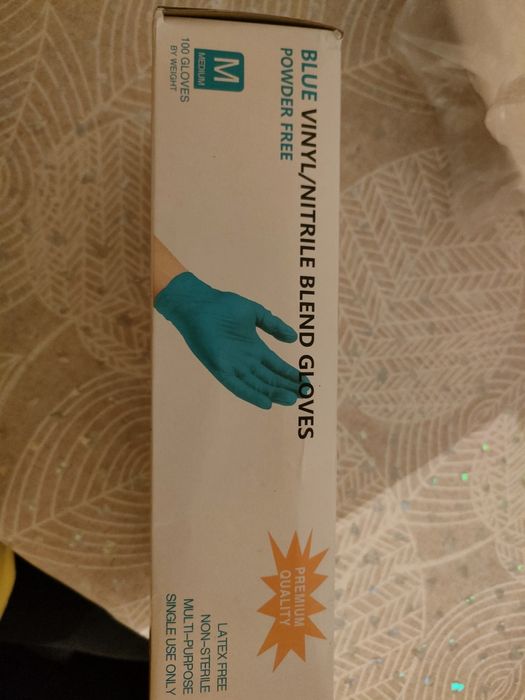 BLUE VINYL/NITRILE BLEND GLOVES
POWDER FREE
M
MEDIUM
100 GLOVES
BY WEIGHT
PREMIUM
QUALITY
LATEX FREE
NON-STERILE
MULTI-PURPOSE
SINGLE USE ONLY